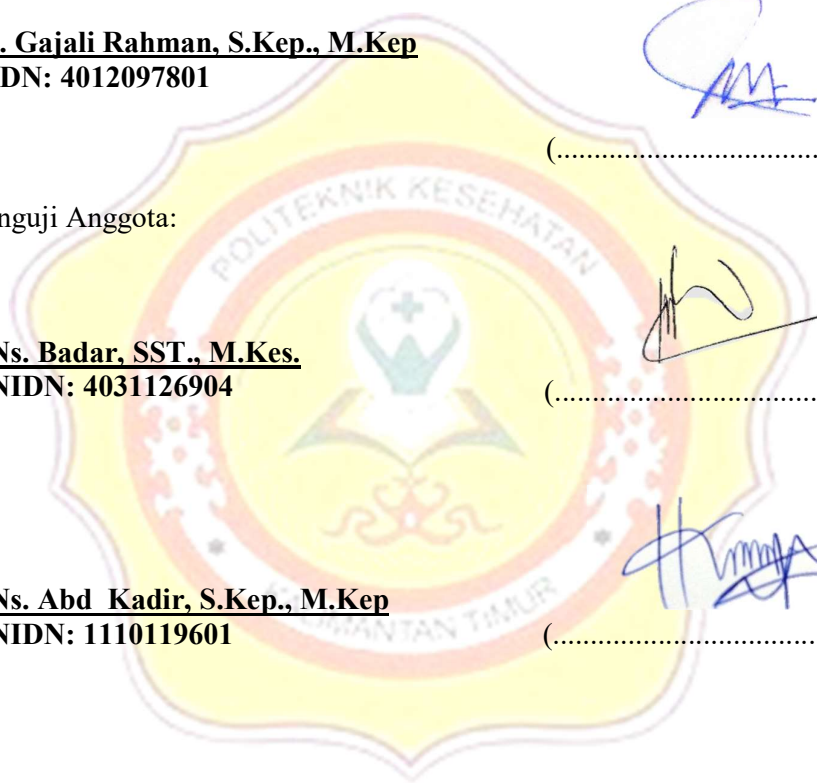 . Gajali Rahman, S.Kep., M.Kep
DN: 4012097801
(...................................
nguji Anggota:
Ns. Badar, SST., M.Kes.
NIDN: 4031126904
(...................................
Ns. Abd  Kadir, S.Kep., M.Kep
NIDN: 1110119601
(...................................
POLITEKNIK KESEHATAN
KALIMANTAN TIMUR